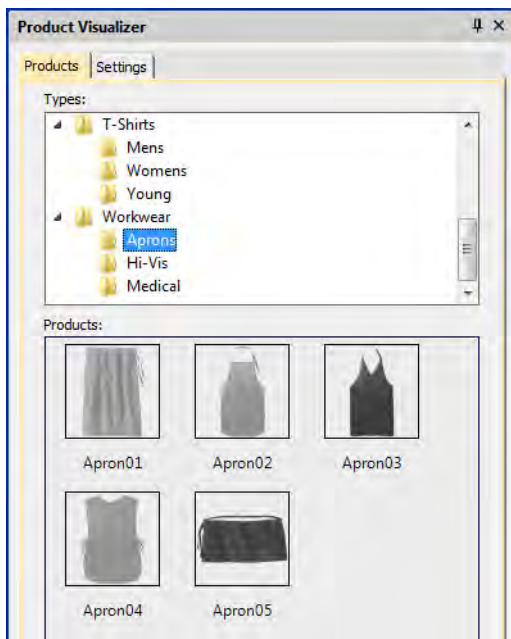 Product Visualizer
Products Settings
Types:
T-Shirts
Mens
Womens
Young
Workwear
Aprons
Hi-Vis
Medical
Products:
Apron01 Apron02 Apron03
Apron04 Apron05